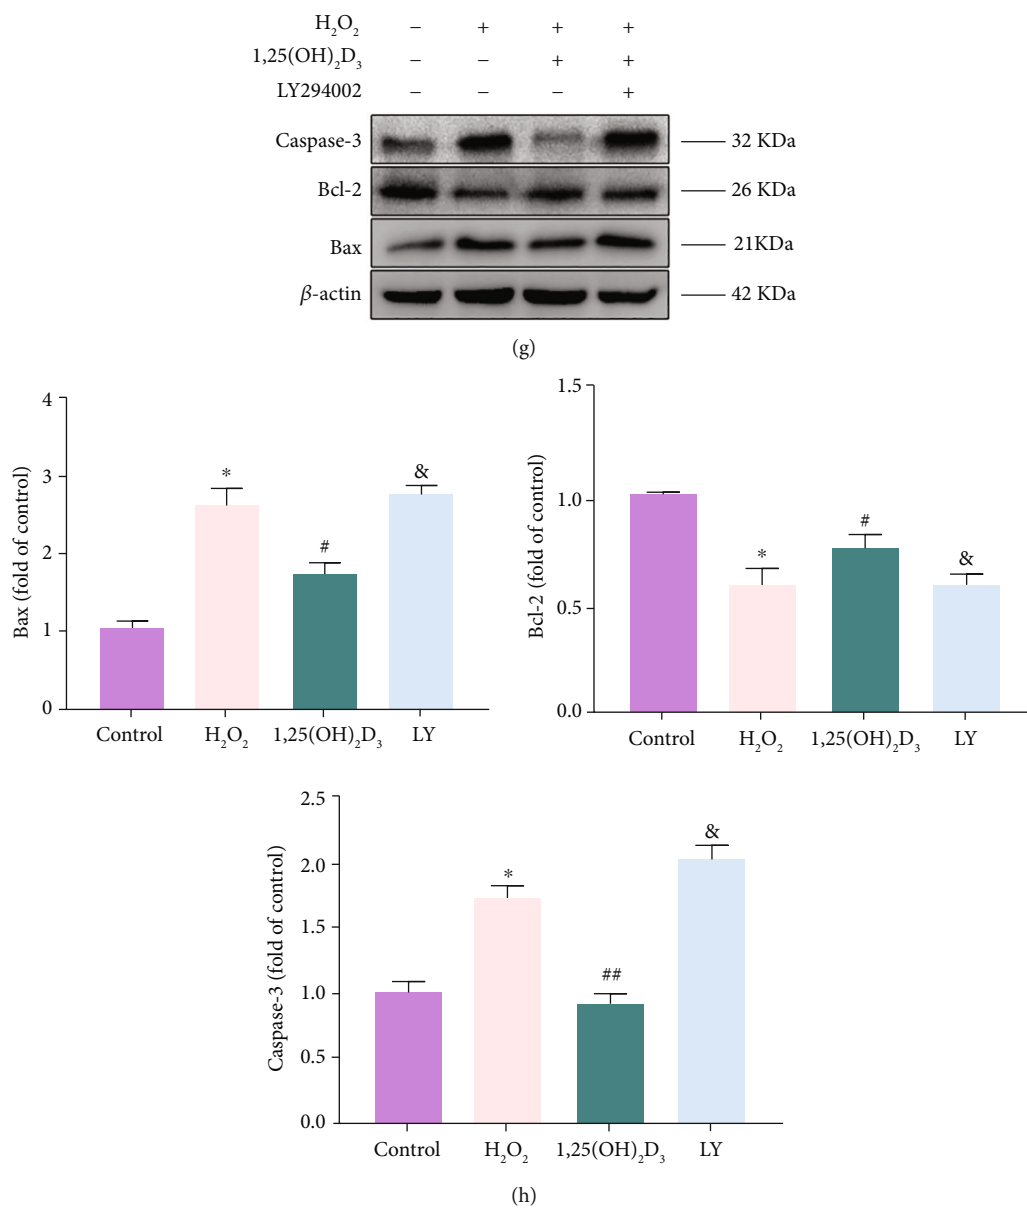 H₂O₂ − + + +
1,25(OH)₂D₃ − − + +
LY294002 − − − +
Caspase-3 32 KDa
Bcl-2 26 KDa
Bax 21KDa
β-actin 42 KDa
(g)
Bax (fold of control)
4
3
2
1
0
*
#
&
Control H₂O₂ 1,25(OH)₂D₃ LY
Bcl-2 (fold of control)
1.5
1.0
0.5
0.0
*
#
&
Control H₂O₂ 1,25(OH)₂D₃ LY
Caspase-3 (fold of control)
2.5
2.0
1.5
1.0
0.5
0.0
*
##
&
Control H₂O₂ 1,25(OH)₂D₃ LY
(h)